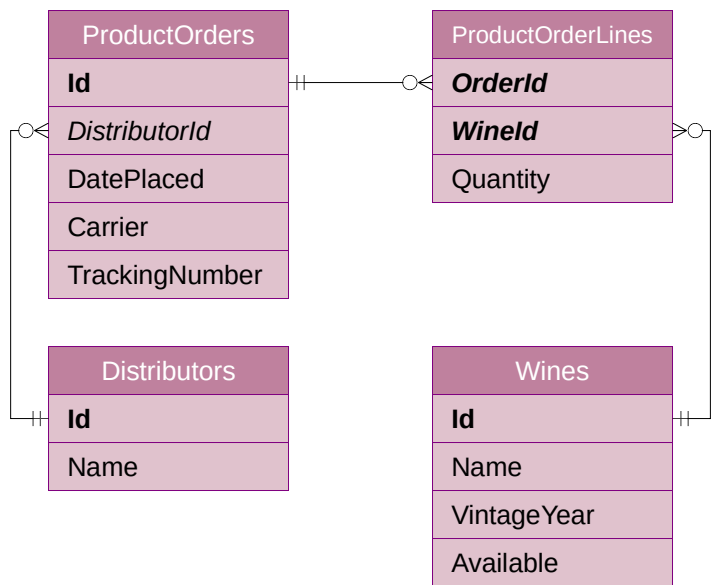 ProductOrders
Id
DistributorId
DatePlaced
Carrier
TrackingNumber
ProductOrderLines
OrderId
WineId
Quantity
Distributors
Id
Name
Wines
Id
Name
VintageYear
Available